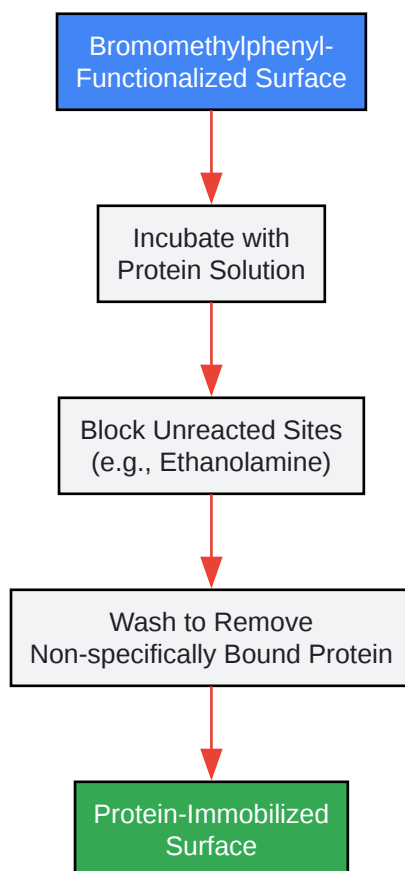 Bromomethylphenyl-
Functionalized Surface
Incubate with
Protein Solution
Block Unreacted Sites
(e.g., Ethanolamine)
Wash to Remove
Non-specifically Bound Protein
Protein-Immobilized
Surface